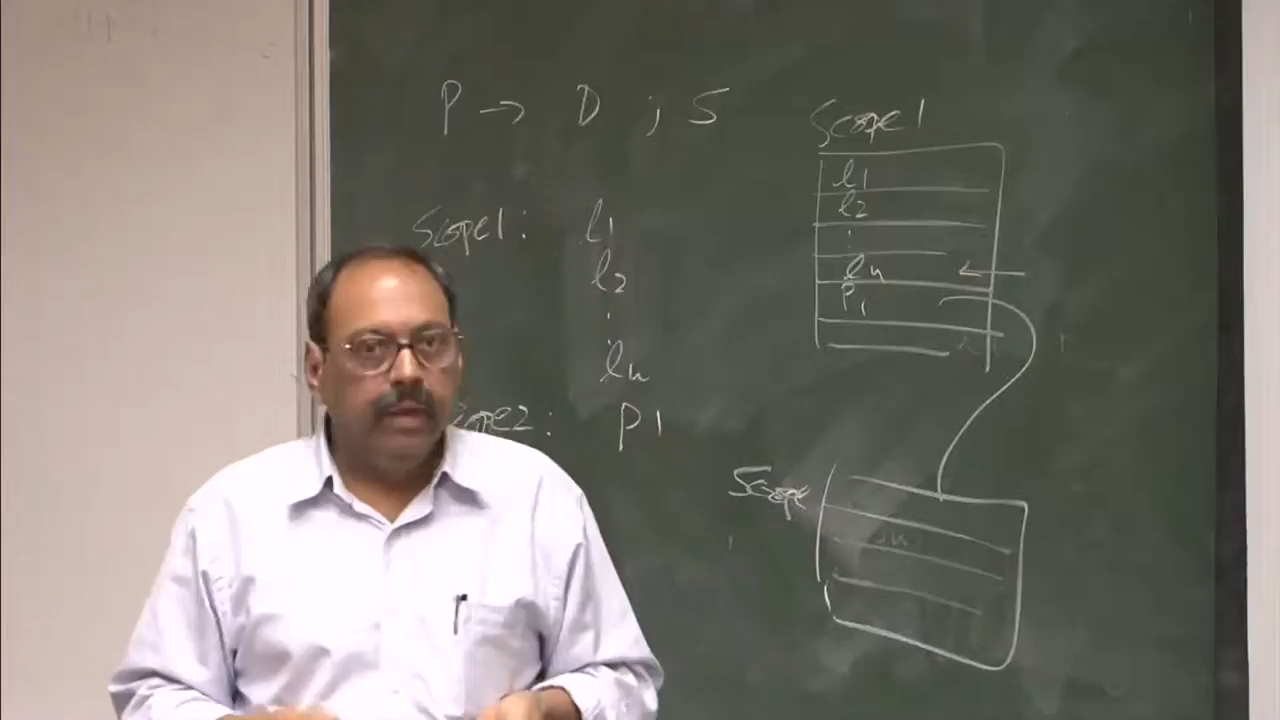 P → D ; S
Scope1: l1
l2
:
ln
Scope2: P1
Scope1
l1
l2
:
ln ←
P1
Scope